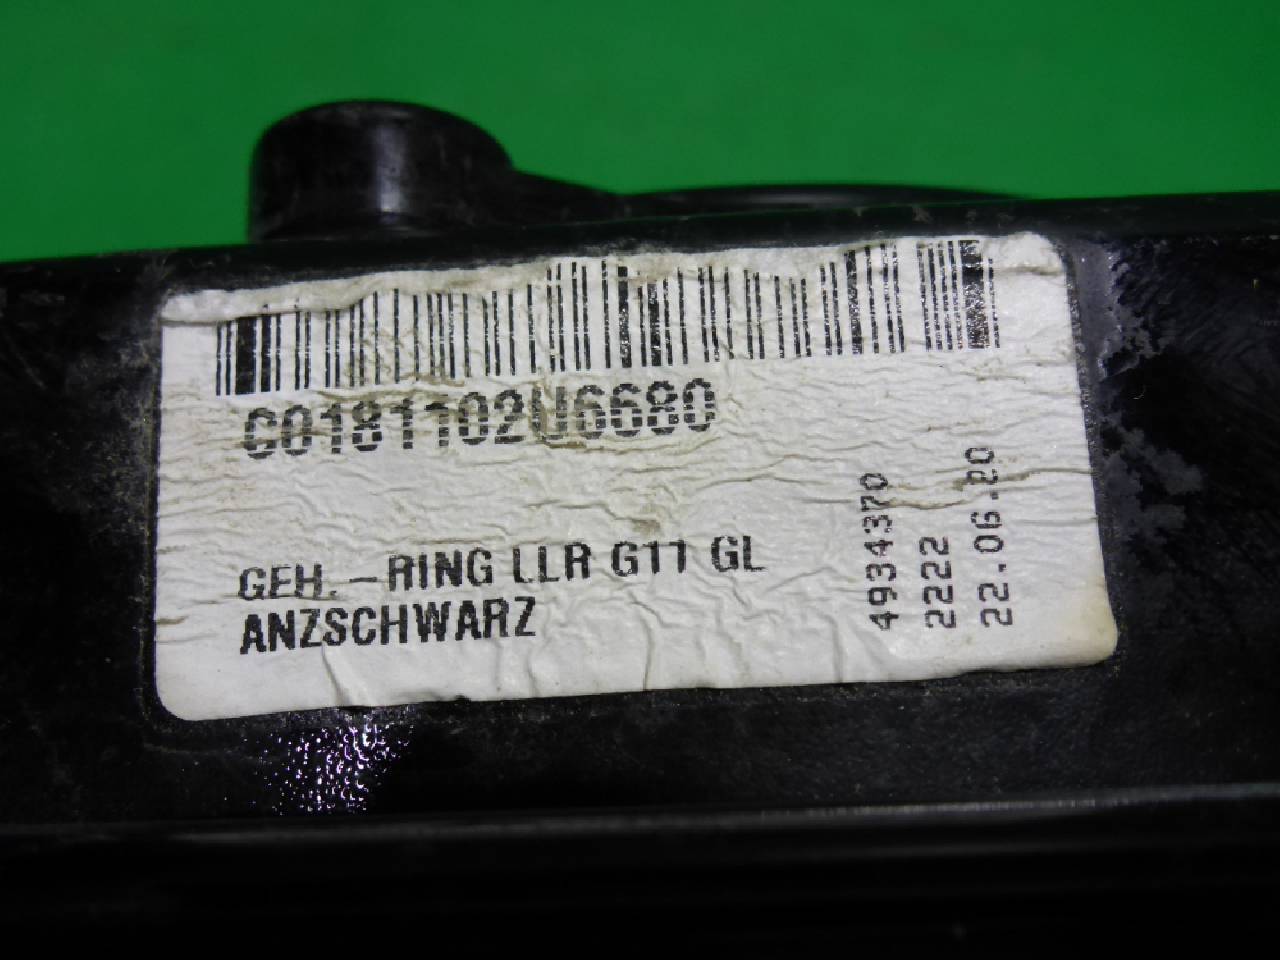 C0181102U6680
GEH.-RING LLR G11 GL
ANZSCHWARZ
4934370
2222
22.06.20